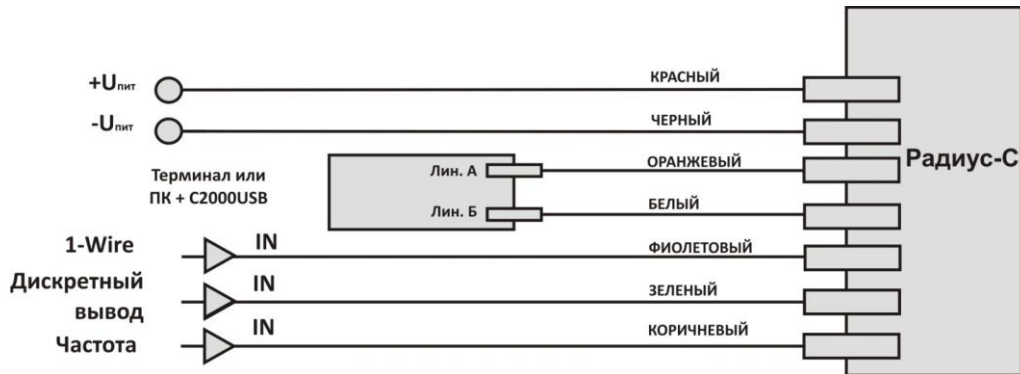 +Uпит КРАСНЫЙ
-Uпит ЧЕРНЫЙ
Радиус-С
Лин. А ОРАНЖЕВЫЙ
Терминал или
ПК + С2000USB
Лин. Б БЕЛЫЙ
1-Wire IN ФИОЛЕТОВЫЙ
Дискретный
вывод
IN ЗЕЛЕНЫЙ
Частота IN КОРИЧНЕВЫЙ